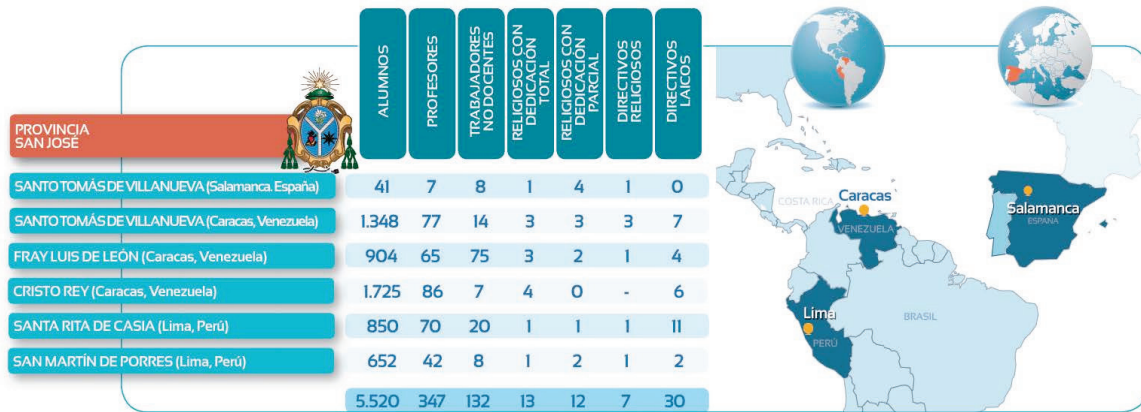 ALUMNOS
PROFESORES
TRABAJADORES
NO DOCENTES
RELIGIOSOS CON
DEDICACIÓN
TOTAL
RELIGIOSOS CON
DEDICACIÓN
PARCIAL
DIRECTIVOS
RELIGIOSOS
DIRECTIVOS
LAICOS
PROVINCIA
SAN JOSÉ
SANTO TOMÁS DE VILLANUEVA (Salamanca. España) 41 7 8 1 4 1 0
SANTO TOMÁS DE VILLANUEVA (Caracas, Venezuela) 1.348 77 14 3 3 3 7
FRAY LUIS DE LEÓN (Caracas, Venezuela) 904 65 75 3 2 1 4
CRISTO REY (Caracas, Venezuela) 1.725 86 7 4 0 - 6
SANTA RITA DE CASIA (Lima, Perú) 850 70 20 1 1 1 11
SAN MARTÍN DE PORRES (Lima, Perú) 652 42 8 1 2 1 2
5.520 347 132 13 12 7 30
COSTA RICA
Caracas
VENEZUELA
Salamanca
ESPAÑA
Lima
PERÚ
BRASIL